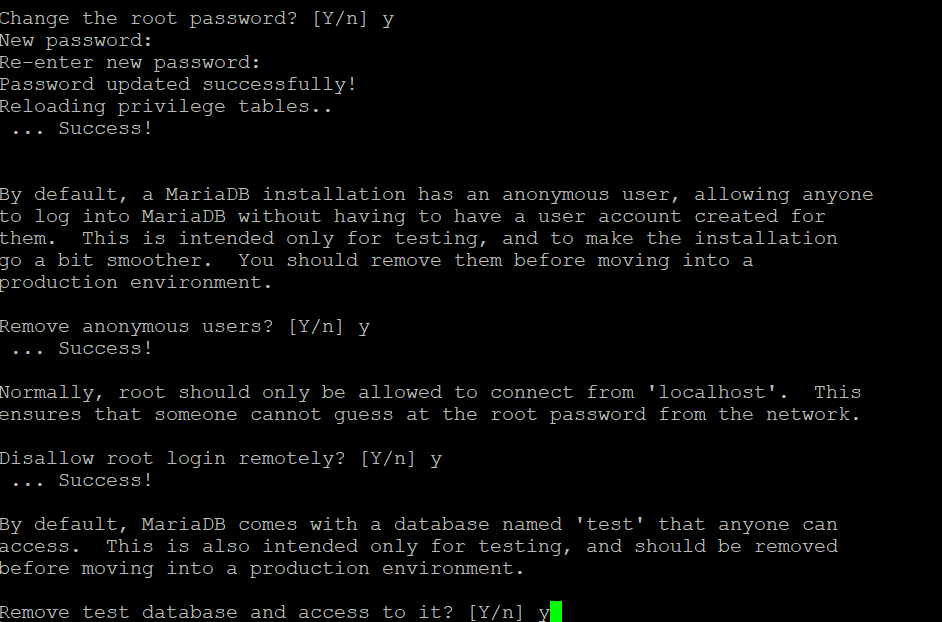 Change the root password? [Y/n] y
New password:
Re-enter new password:
Password updated successfully!
Reloading privilege tables..
 ... Success!
By default, a MariaDB installation has an anonymous user, allowing anyone
to log into MariaDB without having to have a user account created for
them.  This is intended only for testing, and to make the installation
go a bit smoother.  You should remove them before moving into a
production environment.
Remove anonymous users? [Y/n] y
 ... Success!
Normally, root should only be allowed to connect from 'localhost'.  This
ensures that someone cannot guess at the root password from the network.
Disallow root login remotely? [Y/n] y
 ... Success!
By default, MariaDB comes with a database named 'test' that anyone can
access.  This is also intended only for testing, and should be removed
before moving into a production environment.
Remove test database and access to it? [Y/n] y